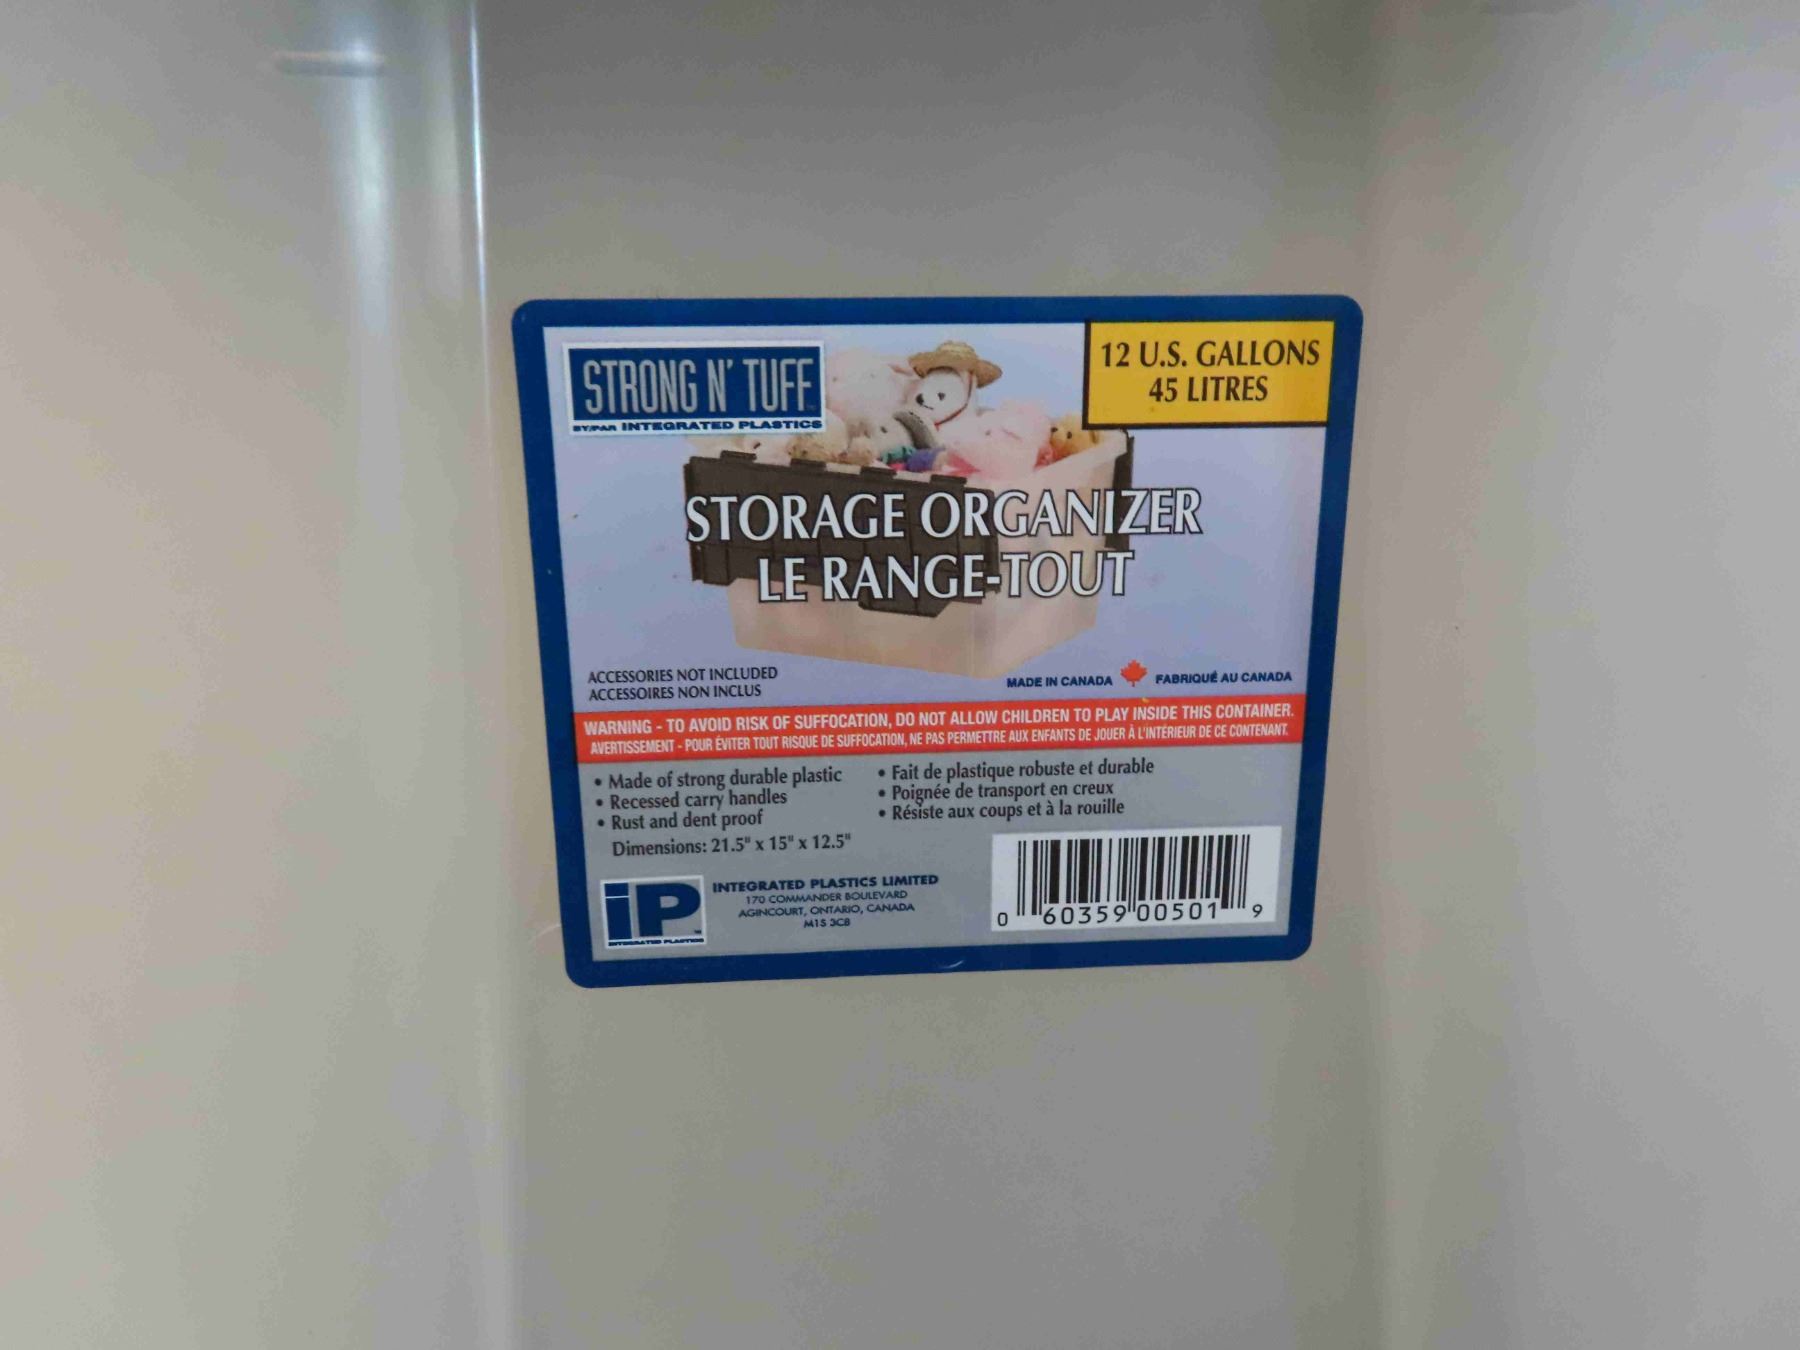 STRONG N' TUFF
BY/PAR INTEGRATED PLASTICS
12 U.S. GALLONS
45 LITRES
STORAGE ORGANIZER
LE RANGE-TOUT
ACCESSORIES NOT INCLUDED
ACCESSOIRES NON INCLUS
MADE IN CANADA FABRIQUÉ AU CANADA
WARNING - TO AVOID RISK OF SUFFOCATION, DO NOT ALLOW CHILDREN TO PLAY INSIDE THIS CONTAINER.
AVERTISSEMENT - POUR ÉVITER TOUT RISQUE DE SUFFOCATION, NE PAS PERMETTRE AUX ENFANTS DE JOUER À L'INTÉRIEUR DE CE CONTENANT.
• Made of strong durable plastic
• Recessed carry handles
• Rust and dent proof
Dimensions: 21.5" x 15" x 12.5"
• Fait de plastique robuste et durable
• Poignée de transport en creux
• Résiste aux coups et à la rouille
iP
INTEGRATED PLASTICS
INTEGRATED PLASTICS LIMITED
170 COMMANDER BOULEVARD
AGINCOURT, ONTARIO, CANADA
M1S 3C8
0 60359 00501 9